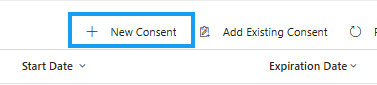 New Consent Add Existing Consent
Start Date Expiration Date